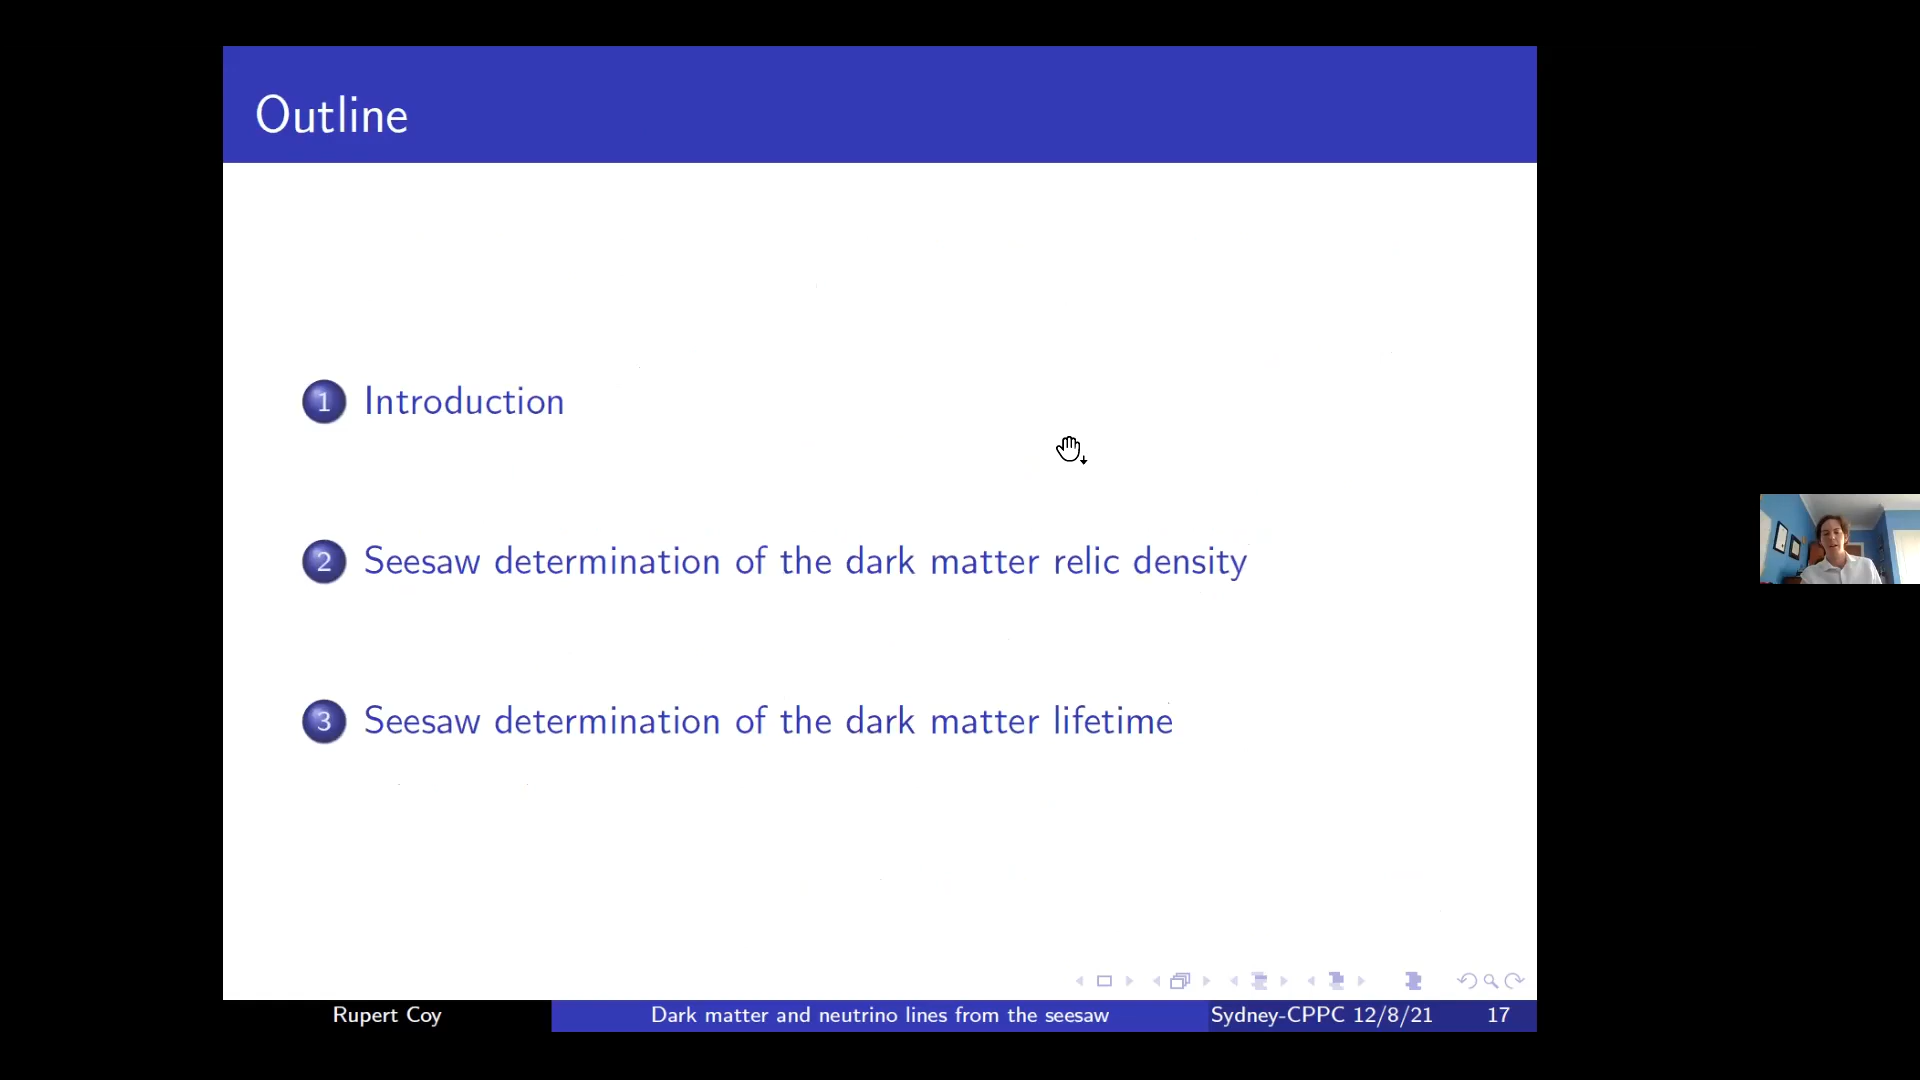 Outline
1 Introduction
2 Seesaw determination of the dark matter relic density
3 Seesaw determination of the dark matter lifetime
Rupert Coy Dark matter and neutrino lines from the seesaw Sydney-CPPC 12/8/21 17